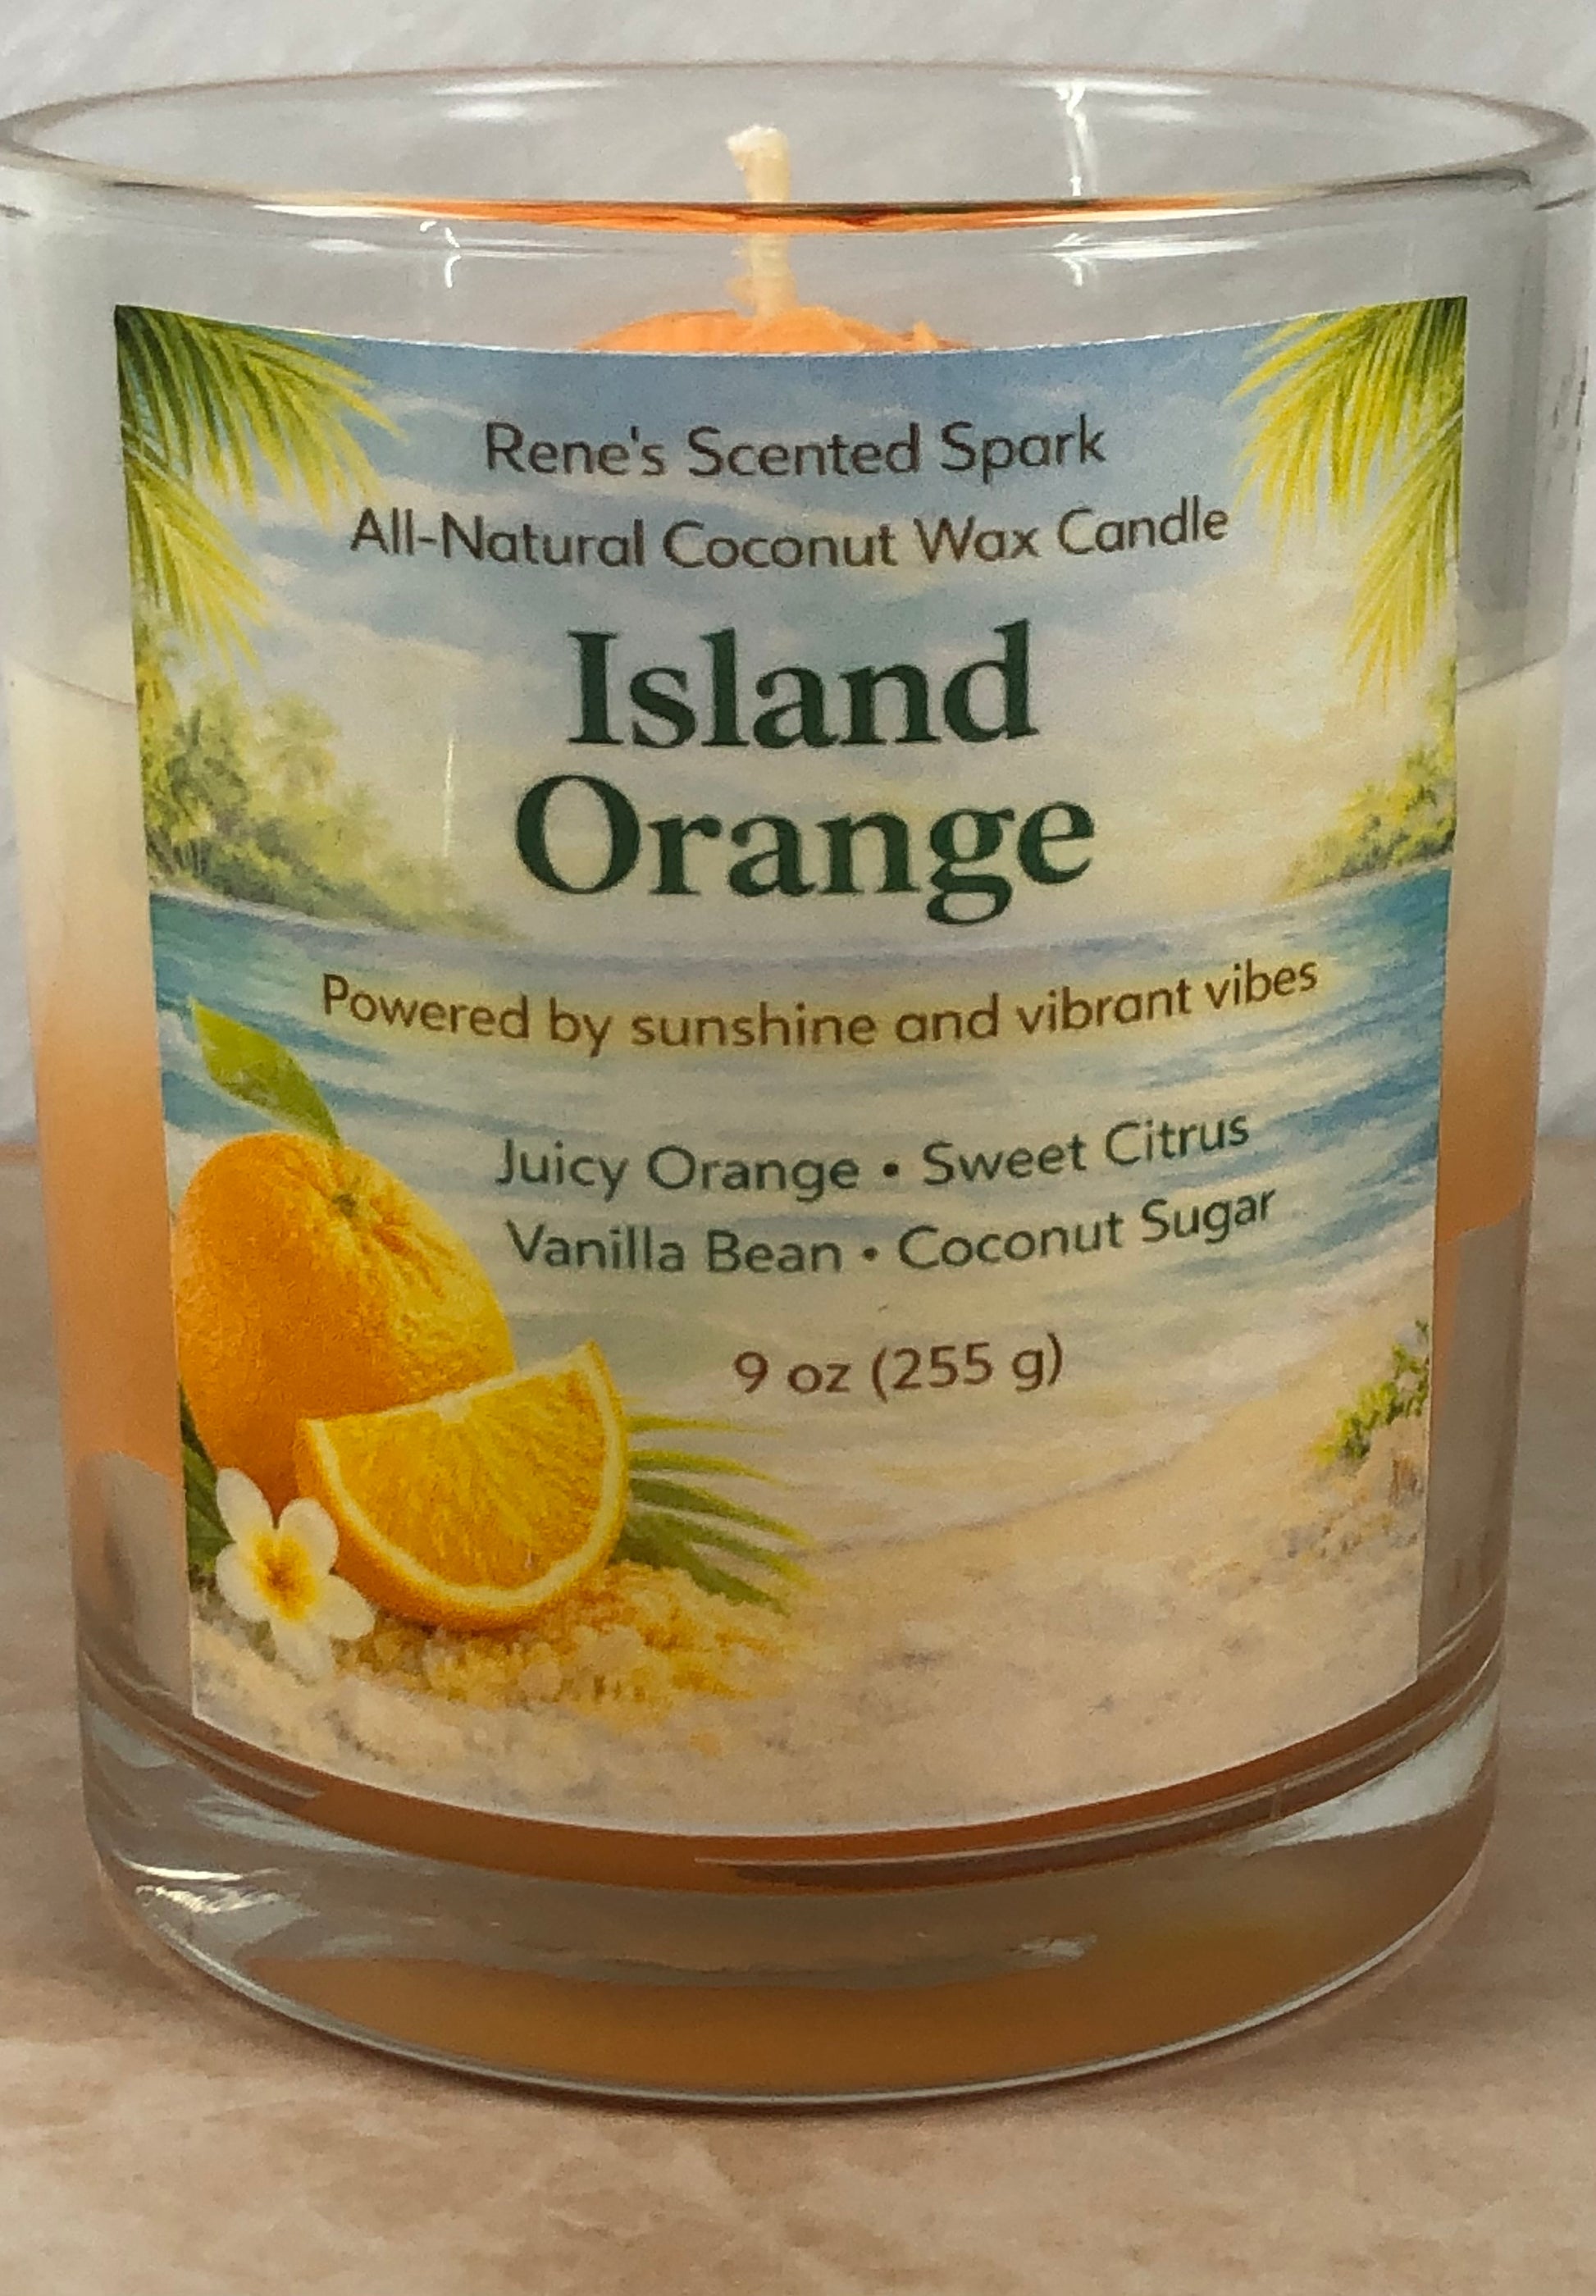 Rene's Scented Spark
All-Natural Coconut Wax Candle
Island
Orange
Powered by sunshine and vibrant vibes
Juicy Orange • Sweet Citrus
Vanilla Bean • Coconut Sugar
9 oz (255 g)